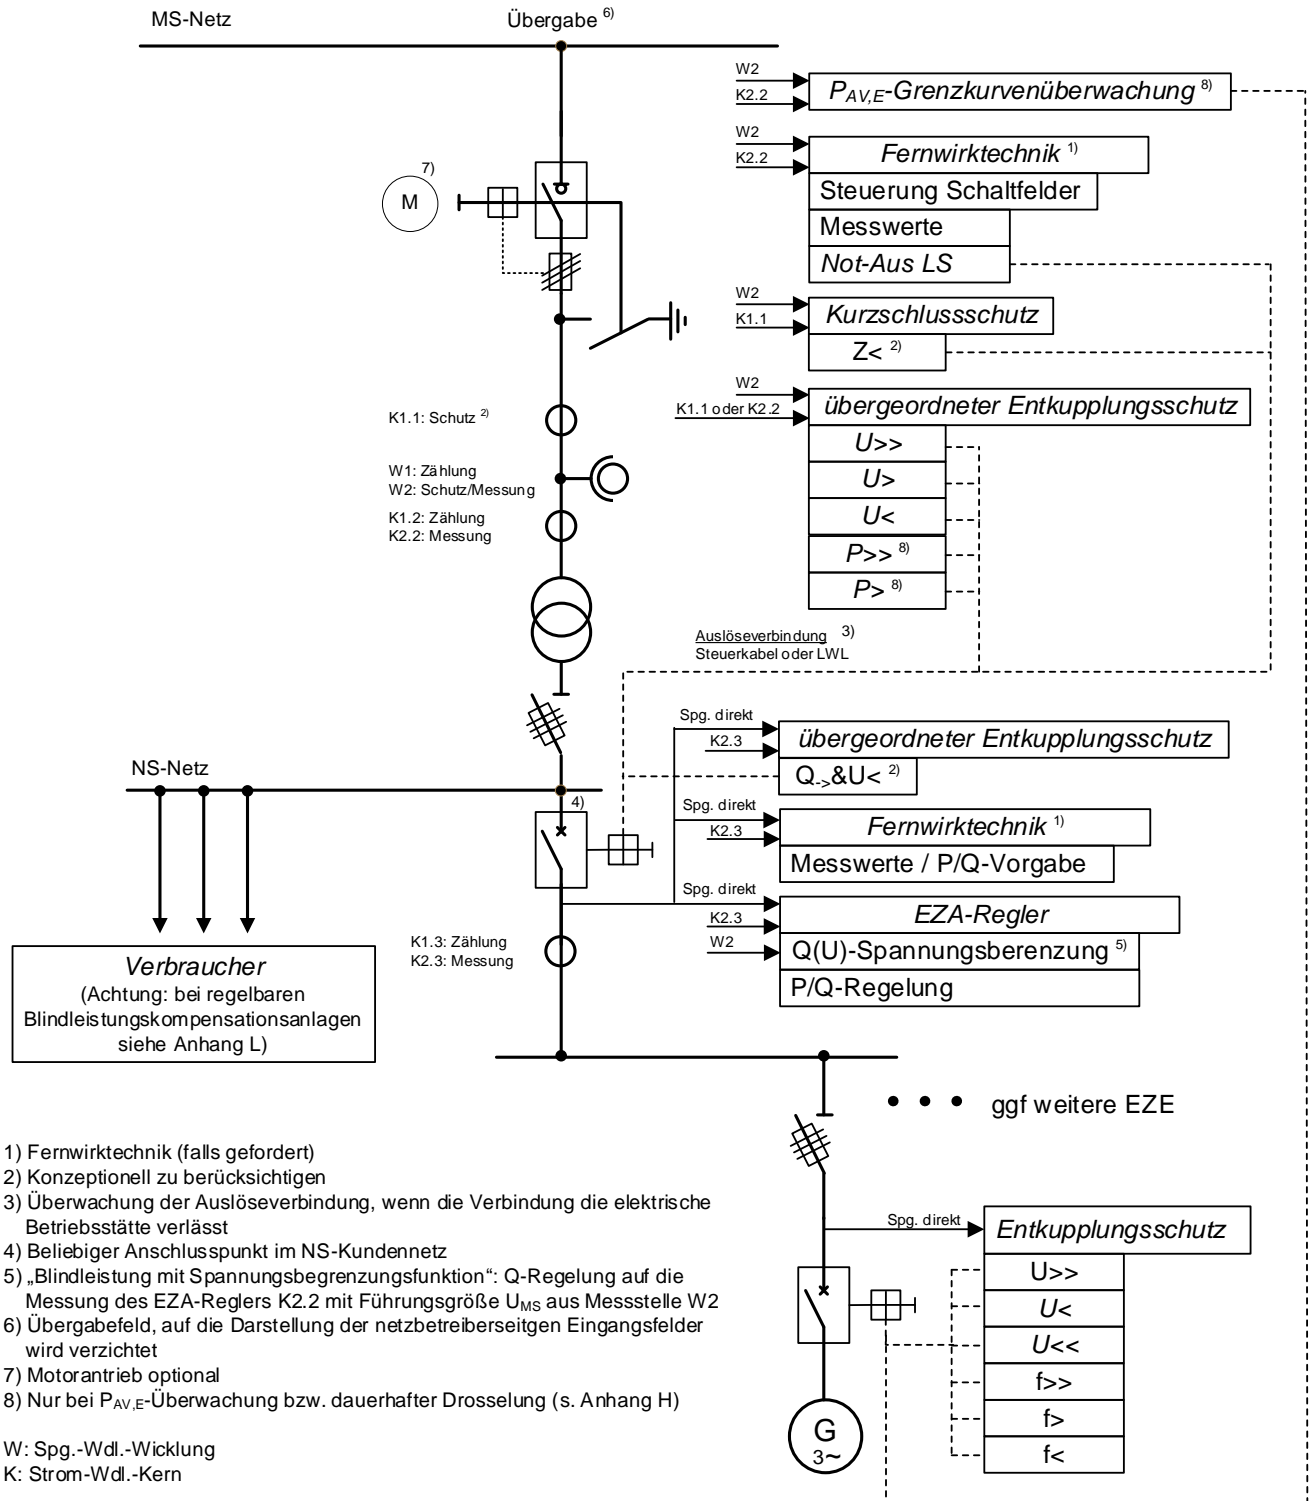 MS-Netz
Übergabe 6)
W2
K2.2
P_AV,E-Grenzkurvenüberwachung 8)
W2
K2.2
Fernwirktechnik 1)
Steuerung Schaltfelder
Messwerte
Not-Aus LS
7)
M
W2
K1.1
Kurzschlussschutz
Z< 2)
W2
K1.1 oder K2.2
übergeordneter Entkupplungsschutz
U>>
U>
U<
P>> 8)
P> 8)
K1.1: Schutz 2)
W1: Zählung
W2: Schutz/Messung
K1.2: Zählung
K2.2: Messung
Auslöseverbindung 3)
Steuerkabel oder LWL
Spg. direkt
K2.3
übergeordneter Entkupplungsschutz
Q->&U< 2)
NS-Netz
4)
Spg. direkt
K2.3
Fernwirktechnik 1)
Messwerte / P/Q-Vorgabe
Spg. direkt
K2.3
W2
EZA-Regler
Q(U)-Spannungsberenzung 5)
P/Q-Regelung
K1.3: Zählung
K2.3: Messung
Verbraucher
(Achtung: bei regelbaren
Blindleistungskompensationsanlagen
siehe Anhang L)
ggf weitere EZE
1) Fernwirktechnik (falls gefordert)
2) Konzeptionell zu berücksichtigen
3) Überwachung der Auslöseverbindung, wenn die Verbindung die elektrische
Betriebsstätte verlässt
4) Beliebiger Anschlusspunkt im NS-Kundennetz
5) „Blindleistung mit Spannungsbegrenzungsfunktion“: Q-Regelung auf die
Messung des EZA-Reglers K2.2 mit Führungsgröße U_MS aus Messstelle W2
6) Übergabefeld, auf die Darstellung der netzbetreiberseitgen Eingangsfelder
wird verzichtet
7) Motorantrieb optional
8) Nur bei P_AV,E-Überwachung bzw. dauerhafter Drosselung (s. Anhang H)
W: Spg.-Wdl.-Wicklung
K: Strom-Wdl.-Kern
Spg. direkt
Entkupplungsschutz
U>>
U<
U<<
f>>
f>
f<
G
3~